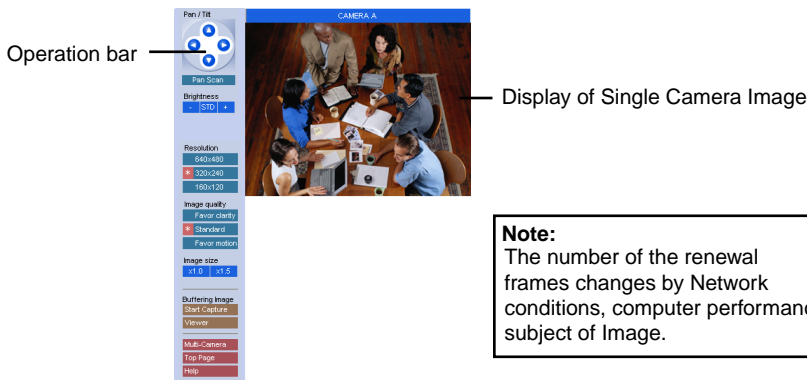 Pan / Tilt
CAMERA A
Operation bar
Pan Scan
Brightness
- STD +
Display of Single Camera Image
Resolution
640x480
* 320x240
160x120
Image quality
Favor clarity
* Standard
Favor motion
Image size
x1.0 x1.5
Buffering Image
Start Capture
Viewer
Multi-Camera
Top Page
Help
Note:
The number of the renewal
frames changes by Network
conditions, computer performanc
subject of Image.